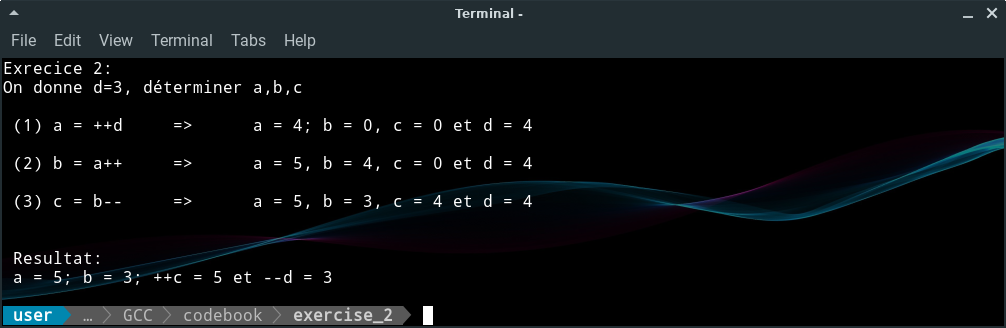 Terminal -
File Edit View Terminal Tabs Help
Exrecice 2:
On donne d=3, déterminer a,b,c
(1) a = ++d => a = 4; b = 0, c = 0 et d = 4
(2) b = a++ => a = 5, b = 4, c = 0 et d = 4
(3) c = b-- => a = 5, b = 3, c = 4 et d = 4
Resultat:
a = 5; b = 3; ++c = 5 et --d = 3
user … GCC codebook exercise_2